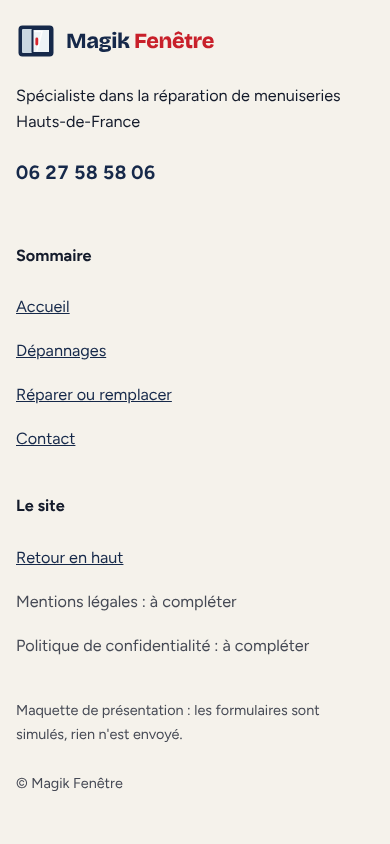 Magik Fenêtre
Spécialiste dans la réparation de menuiseries
Hauts-de-France
06 27 58 58 06
Sommaire
Accueil
Dépannages
Réparer ou remplacer
Contact
Le site
Retour en haut
Mentions légales : à compléter
Politique de confidentialité : à compléter
Maquette de présentation : les formulaires sont
simulés, rien n'est envoyé.
© Magik Fenêtre